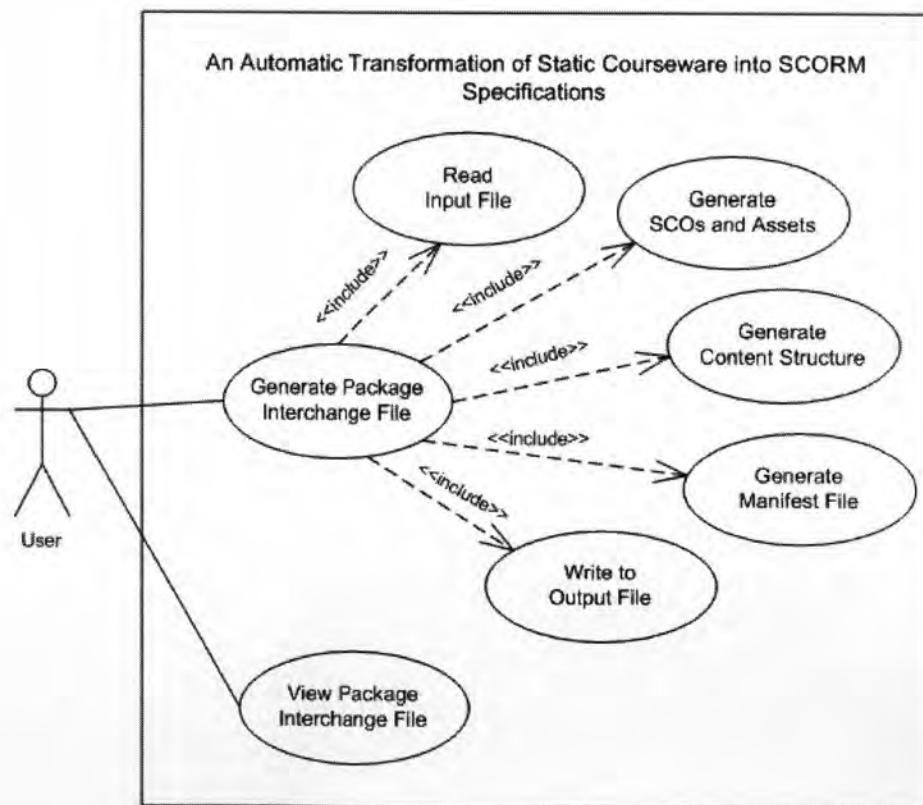 An Automatic Transformation of Static Courseware into SCORM
Specifications
Read
Input File
Generate
SCOs and Assets
<<include>>
<<include>>
Generate
Content Structure
<<include>>
Generate Package
Interchange File
<<include>>
Generate
Manifest File
<<include>>
User
Write to
Output File
View Package
Interchange File